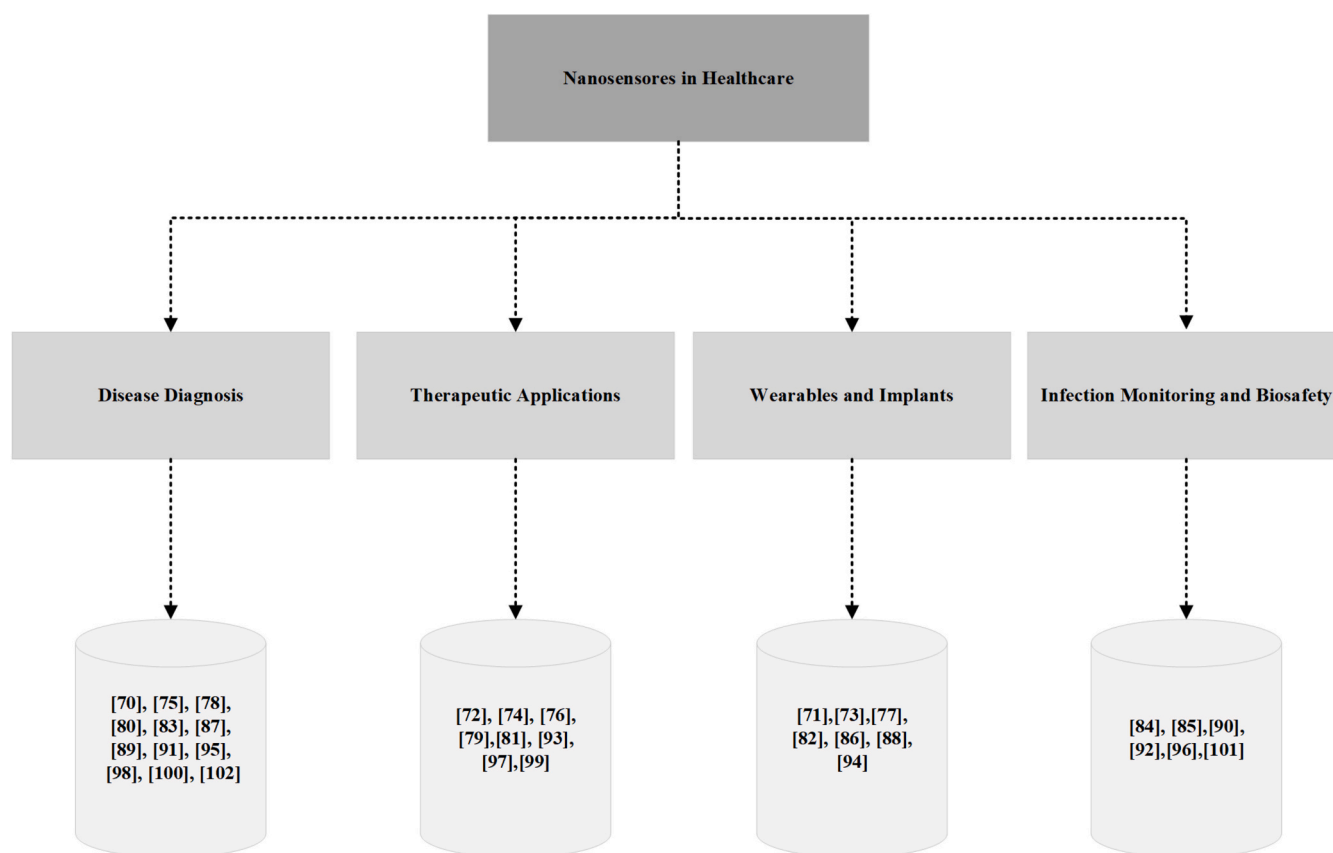 Nanosensores in Healthcare
Disease Diagnosis
Therapeutic Applications
Wearables and Implants
Infection Monitoring and Biosafety
[70], [75], [78],
[80], [83], [87],
[89], [91], [95],
[98], [100], [102]
[72], [74], [76],
[79],[81], [93],
[97],[99]
[71],[73],[77],
[82], [86], [88],
[94]
[84], [85],[90],
[92],[96],[101]